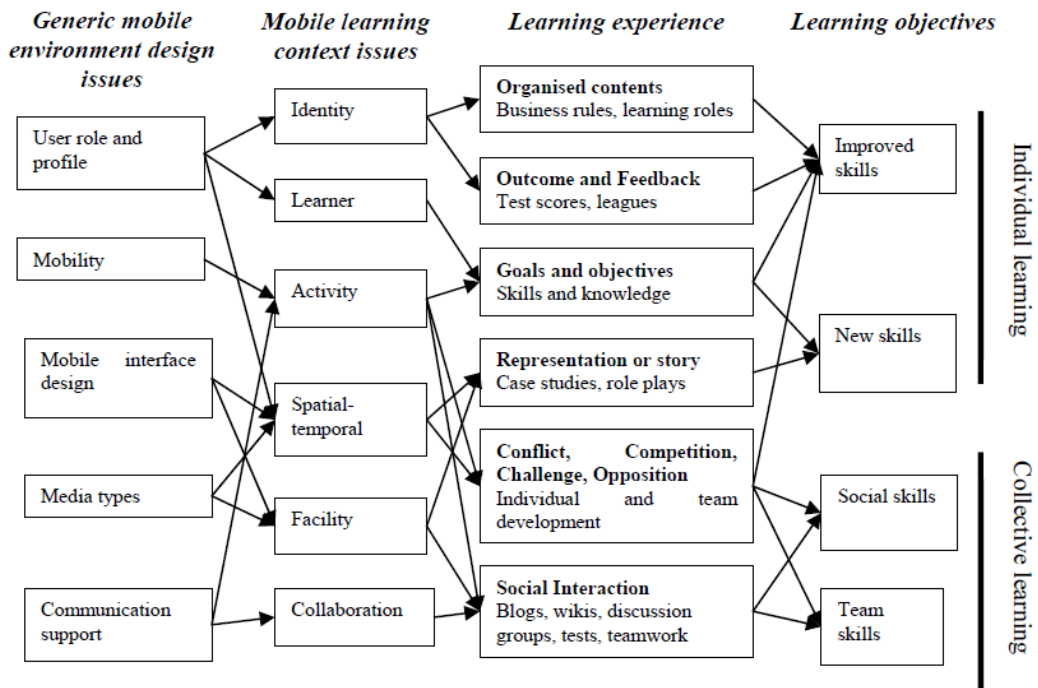 Generic mobile
environment design
issues
Mobile learning
context issues
Learning experience
Learning objectives
User role and
profile
Mobility
Mobile interface
design
Media types
Communication
support
Identity
Learner
Activity
Spatial-
temporal
Facility
Collaboration
Organised contents
Business rules, learning roles
Outcome and Feedback
Test scores, leagues
Goals and objectives
Skills and knowledge
Representation or story
Case studies, role plays
Conflict, Competition,
Challenge, Opposition
Individual and team
development
Social Interaction
Blogs, wikis, discussion
groups, tests, teamwork
Improved
skills
New skills
Social skills
Team
skills
Individual learning
Collective learning